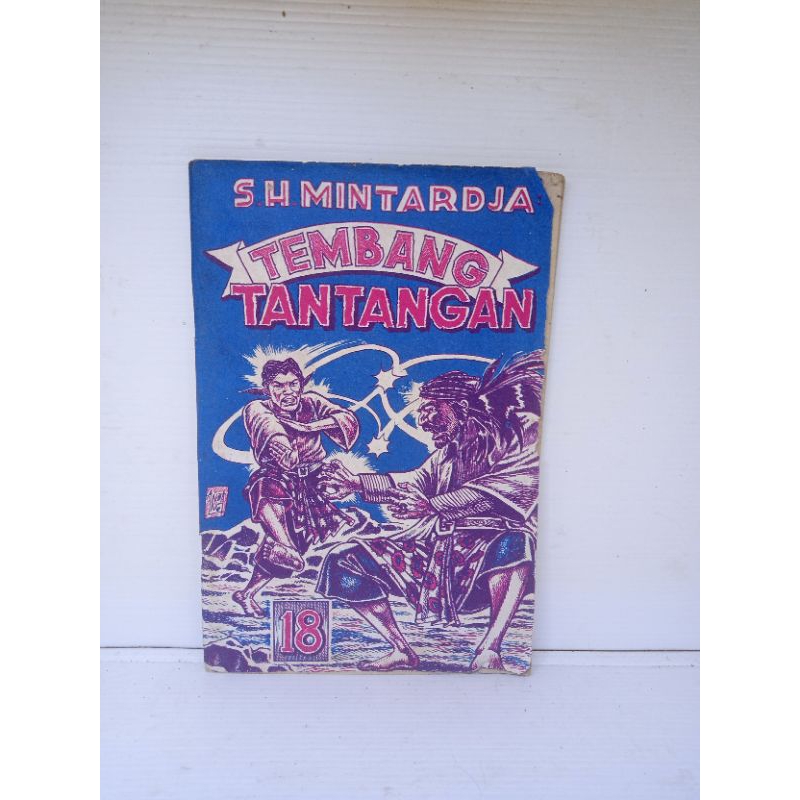 S.H. MINTARDJA
TEMBANG
TANTANGAN
18